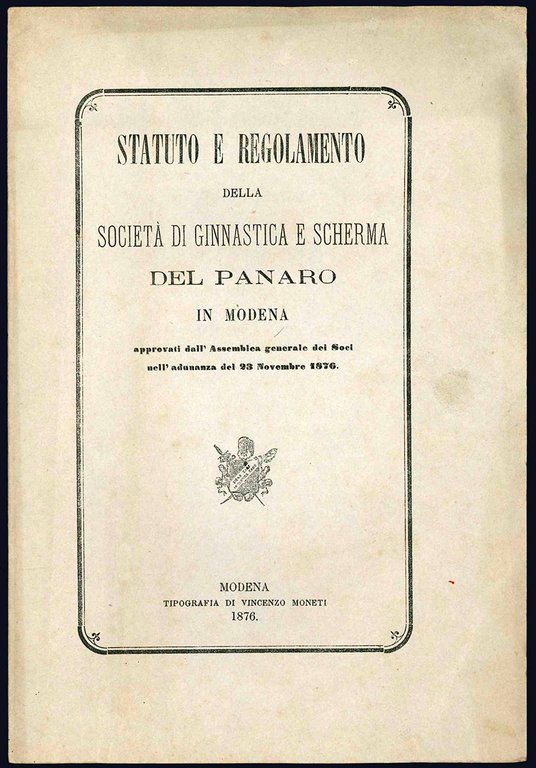 STATUTO E REGOLAMENTO
DELLA
SOCIETÀ DI GINNASTICA E SCHERMA
DEL PANARO
IN MODENA
approvati dall' Assemblea generale dei Soci
nell' adunanza del 23 Novembre 1876.
MODENA
TIPOGRAFIA DI VINCENZO MONETI
1876.